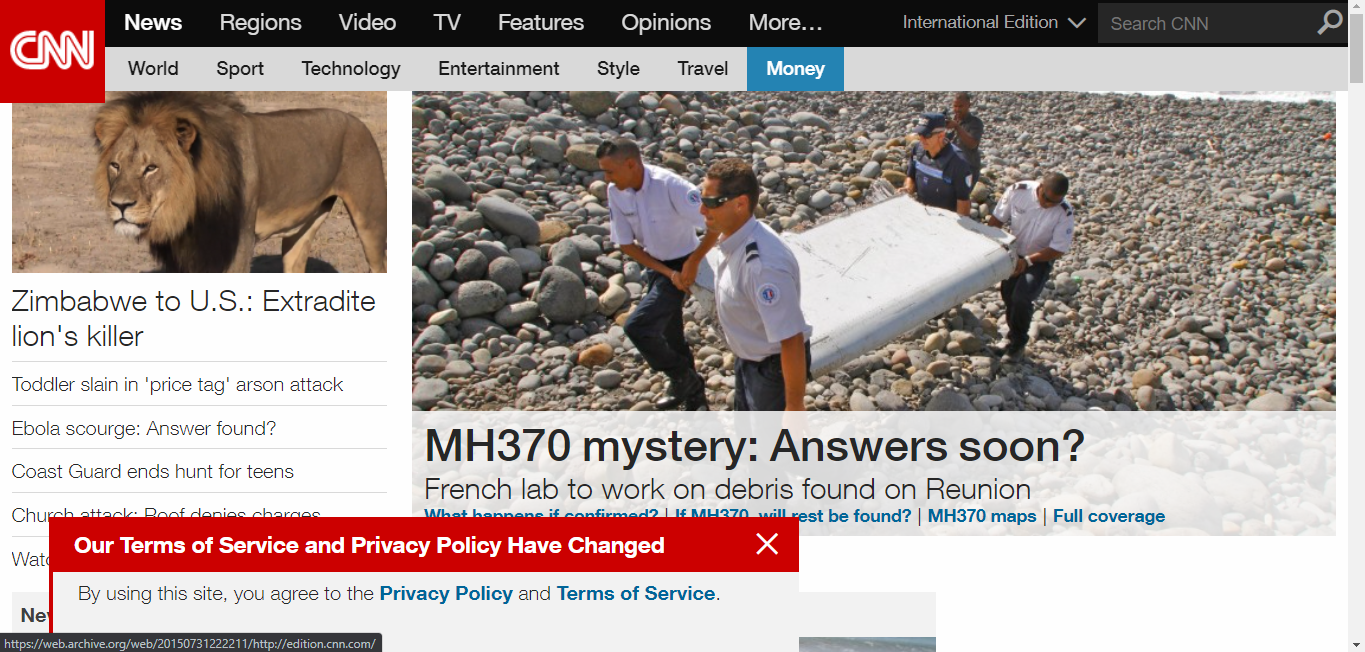 CNN
News Regions Video TV Features Opinions More...
International Edition
Search CNN
World Sport Technology Entertainment Style Travel Money
Zimbabwe to U.S.: Extradite
lion's killer
Toddler slain in 'price tag' arson attack
Ebola scourge: Answer found?
Coast Guard ends hunt for teens
Church attack: Roof denies charges
MH370 mystery: Answers soon?
French lab to work on debris found on Reunion
What happens if confirmed? | If MH370, will rest be found? | MH370 maps | Full coverage
Our Terms of Service and Privacy Policy Have Changed
By using this site, you agree to the Privacy Policy and Terms of Service.
https://web.archive.org/web/20150731222211/http://edition.cnn.com/